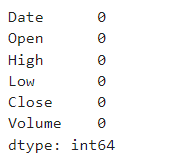 Date 0
Open 0
High 0
Low 0
Close 0
Volume 0
dtype: int64